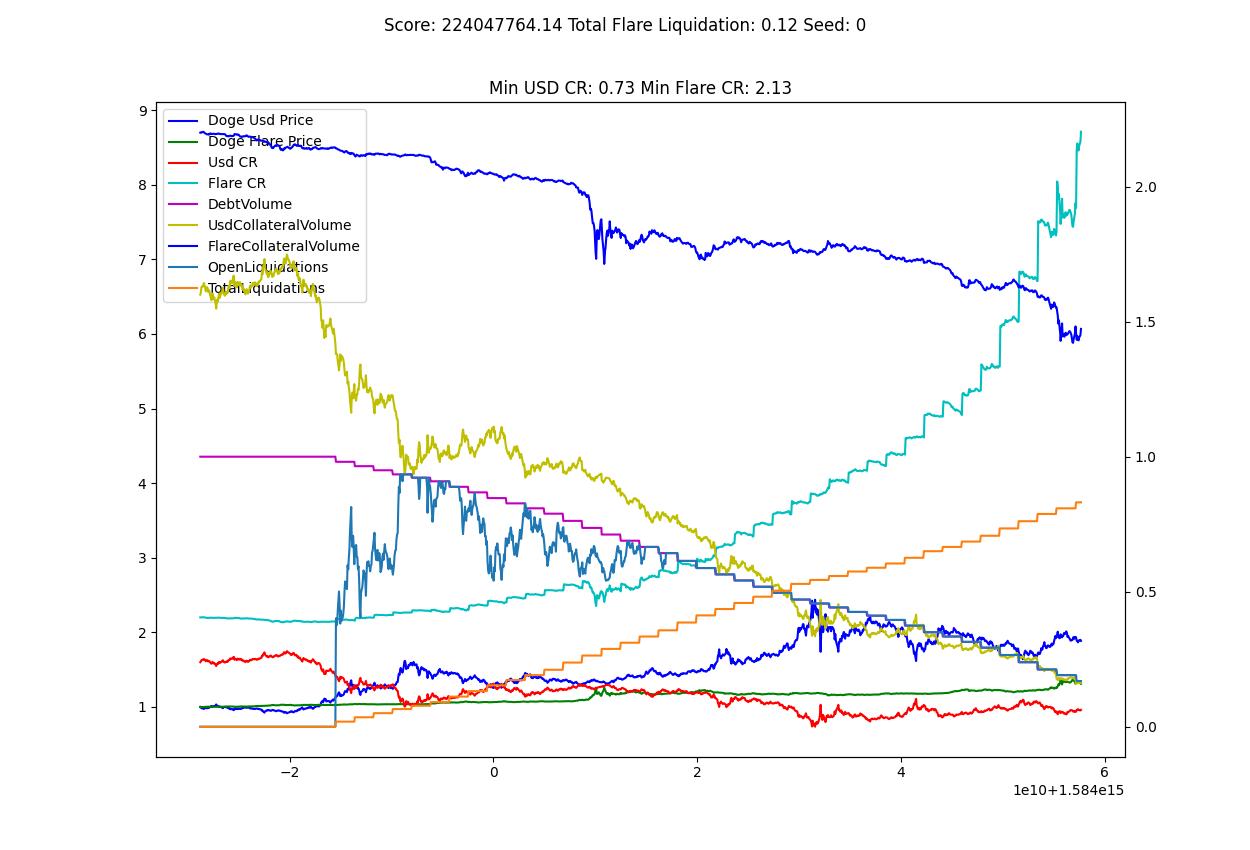 Score: 224047764.14 Total Flare Liquidation: 0.12 Seed: 0
Min USD CR: 0.73 Min Flare CR: 2.13
Doge Usd Price
Doge Flare Price
Usd CR
Flare CR
DebtVolume
UsdCollateralVolume
FlareCollateralVolume
OpenLiquidations
TotalLiquidations
9
8
7
6
5
4
3
2
1
2.0
1.5
1.0
0.5
0.0
−2
0
2
4
6
1e10+1.584e15